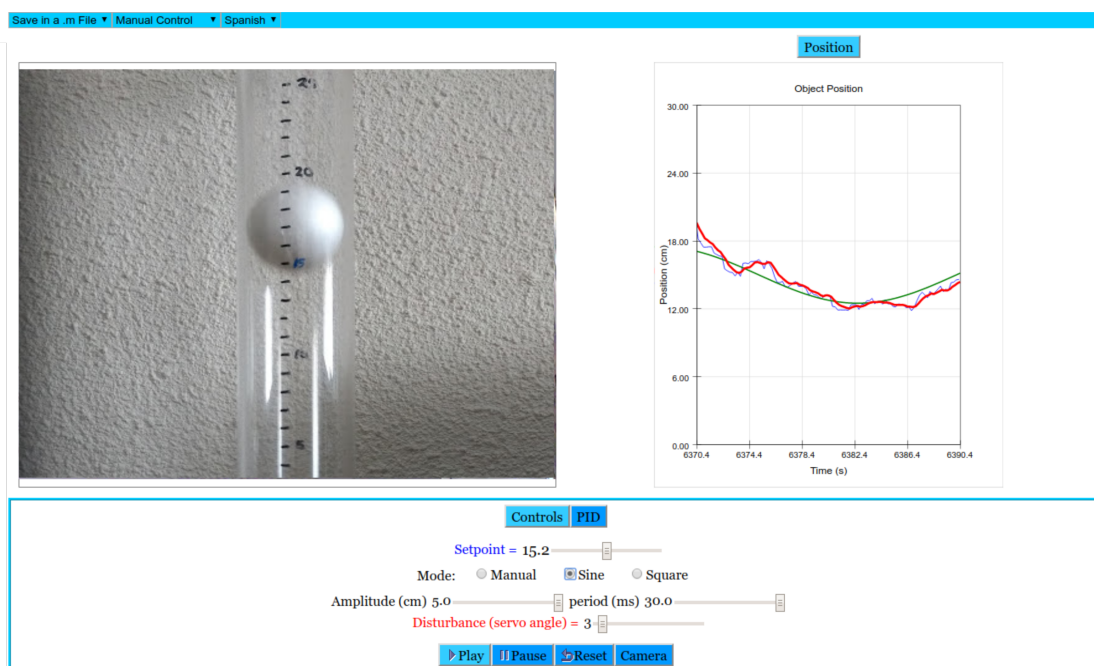 Save in a .m File ▼ Manual Control ▼ Spanish ▼
Position
25
20
15
10
5
Object Position
30.00
24.00
18.00
12.00
6.00
0.00
Position (cm)
6370.4 6374.4 6378.4 6382.4 6386.4 6390.4
Time (s)
Controls PID
Setpoint = 15.2
Mode: Manual Sine Square
Amplitude (cm) 5.0 period (ms) 30.0
Disturbance (servo angle) = 3
Play Pause Reset Camera